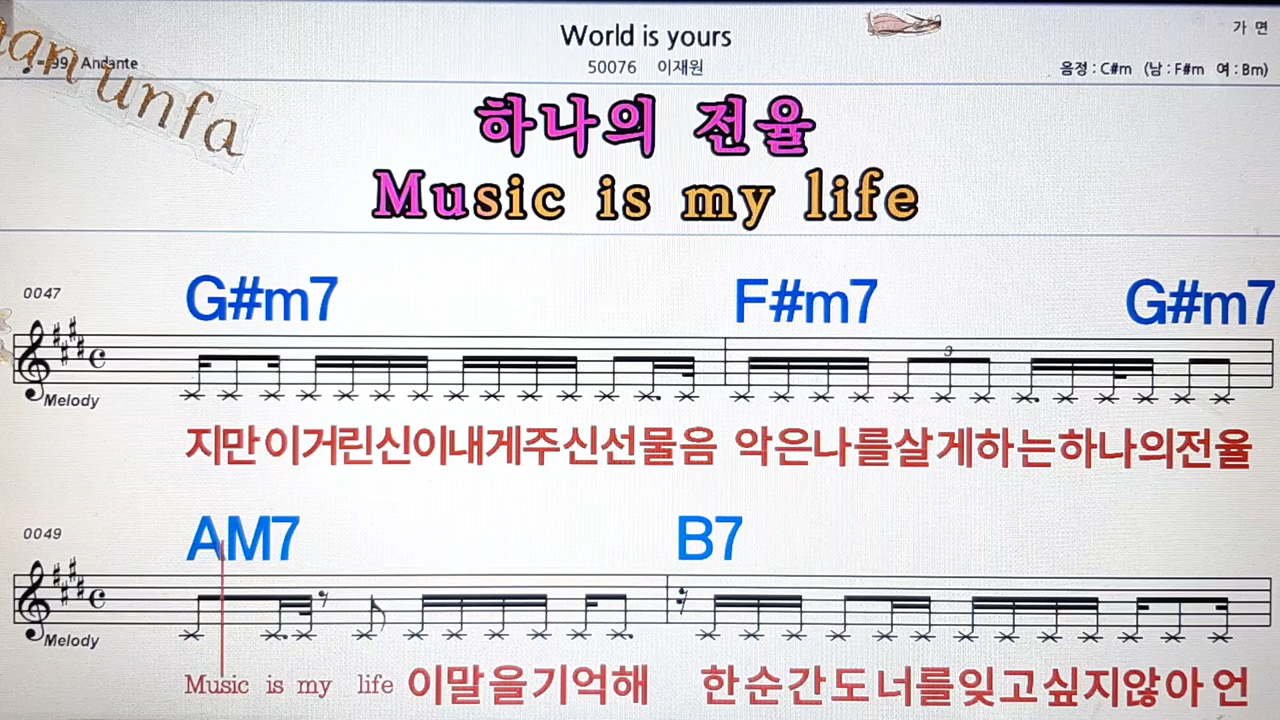 World is yours
가 면
an unfa
= 99 Andante
50076 이재원
음정 : C#m (남 : F#m 여 : Bm)
하나의 전율
Music is my life
0047
G#m7 F#m7 G#m7
3
Melody
지만이거린신이내게주신선물음 악은나를살게하는하나의전율
0049
AM7 B7
Melody
Music is my life 이말을기억해 한순간도너를잊고싶지않아언